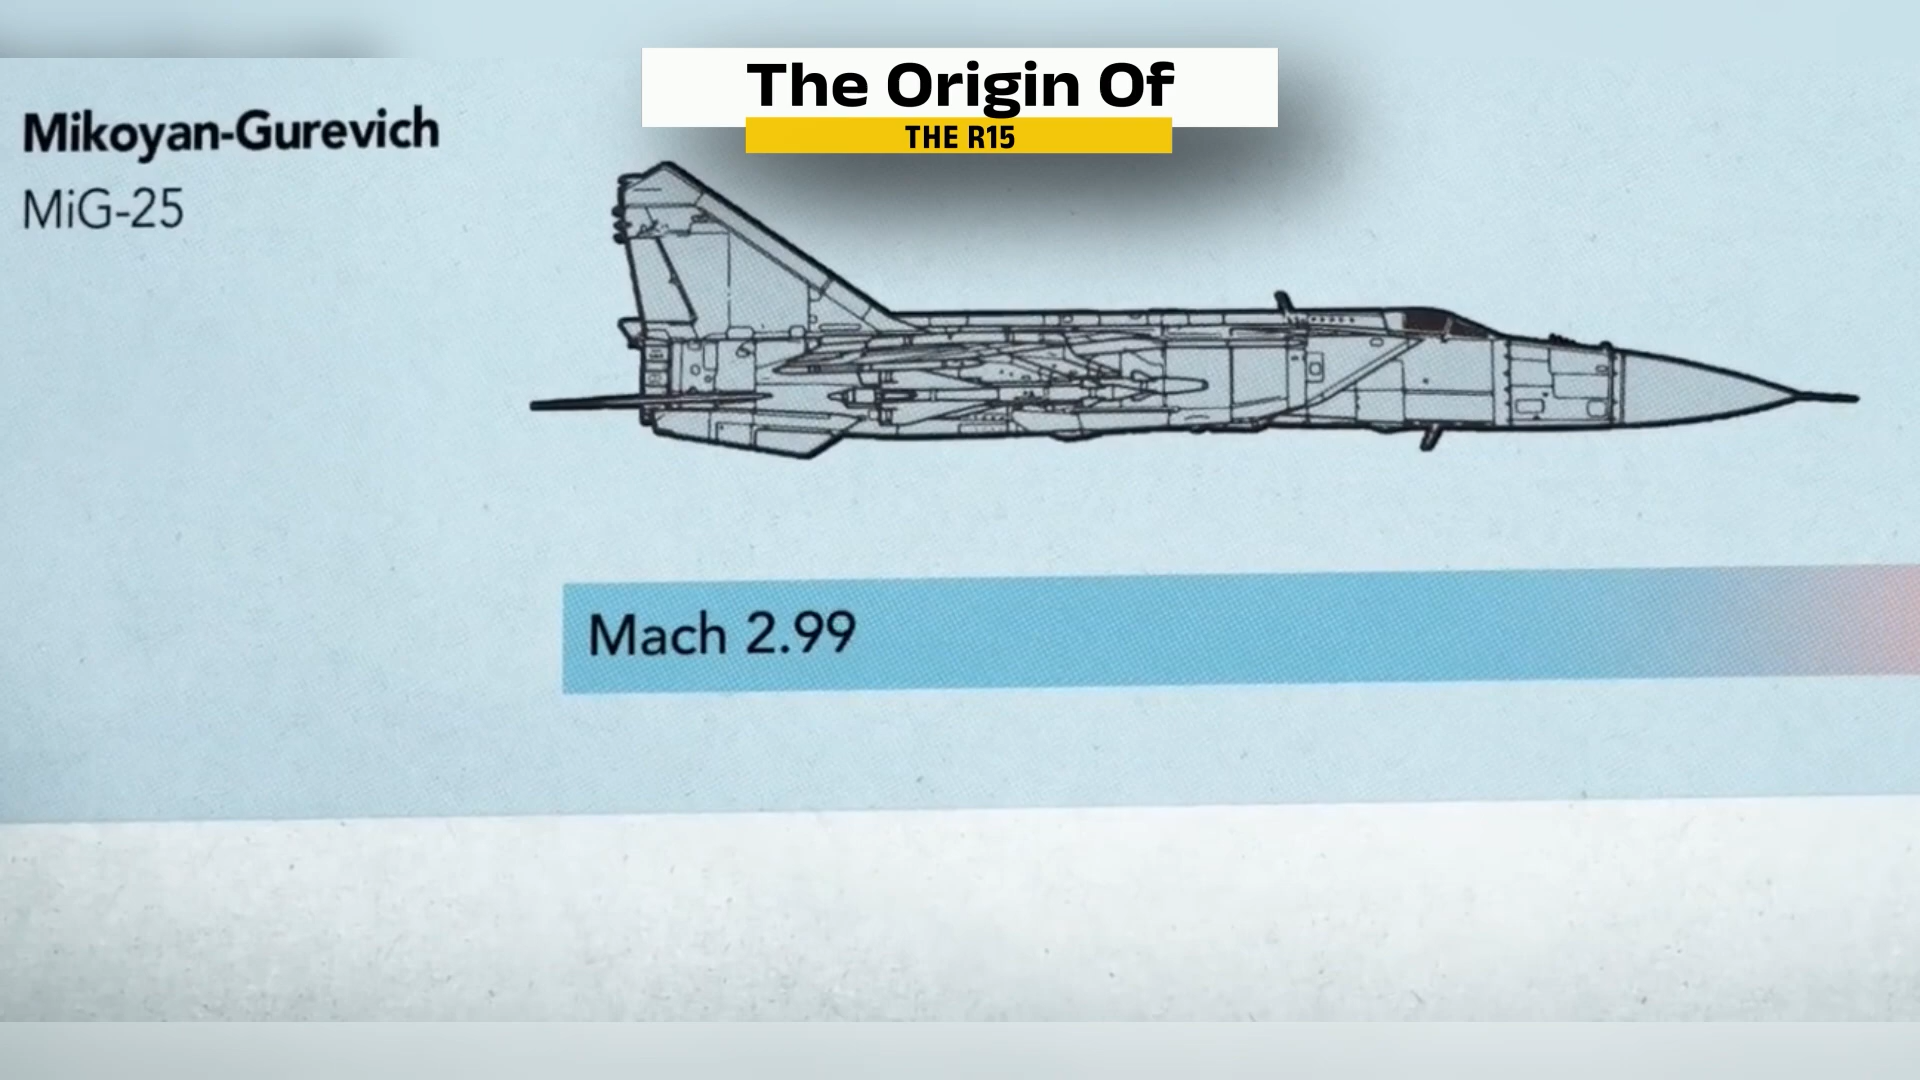 The Origin Of
THE R15
Mikoyan-Gurevich
MiG-25
Mach 2.99